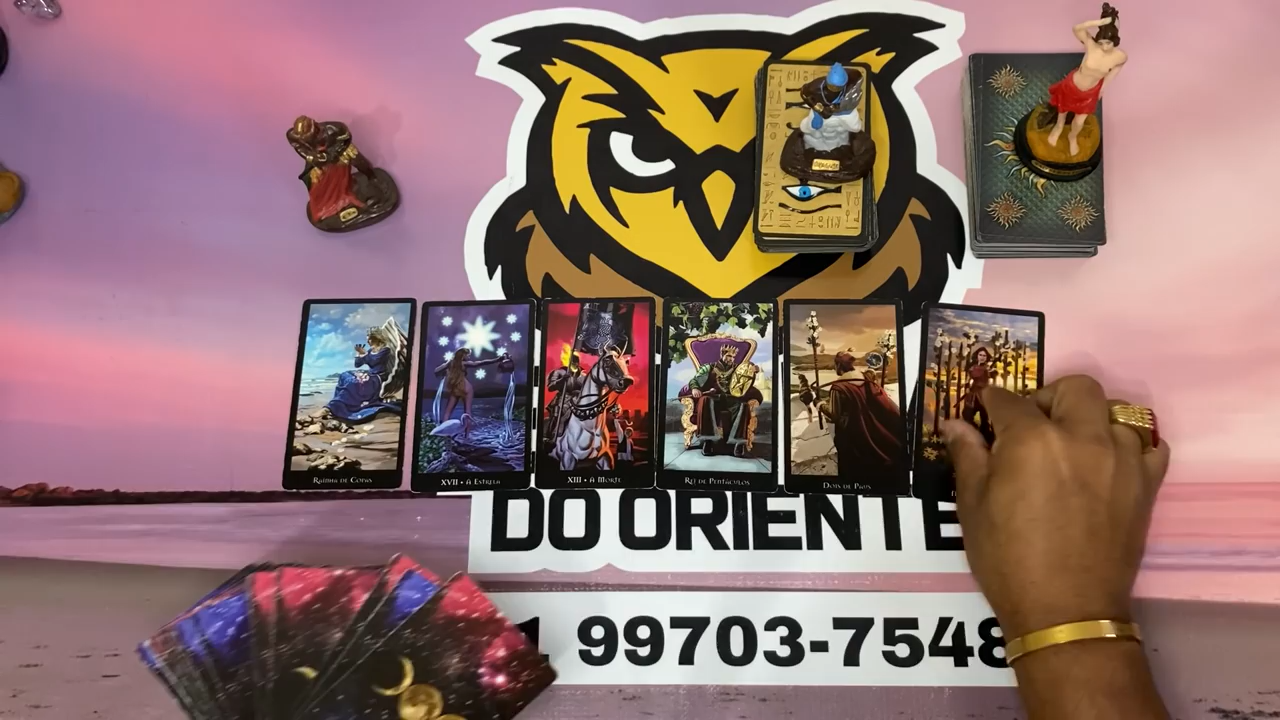 Rainha de Copas
XVII • A Estrela
XIII • A Morte
Rei de Pentáculos
Dois de Paus
DO ORIENTE
99703-7548